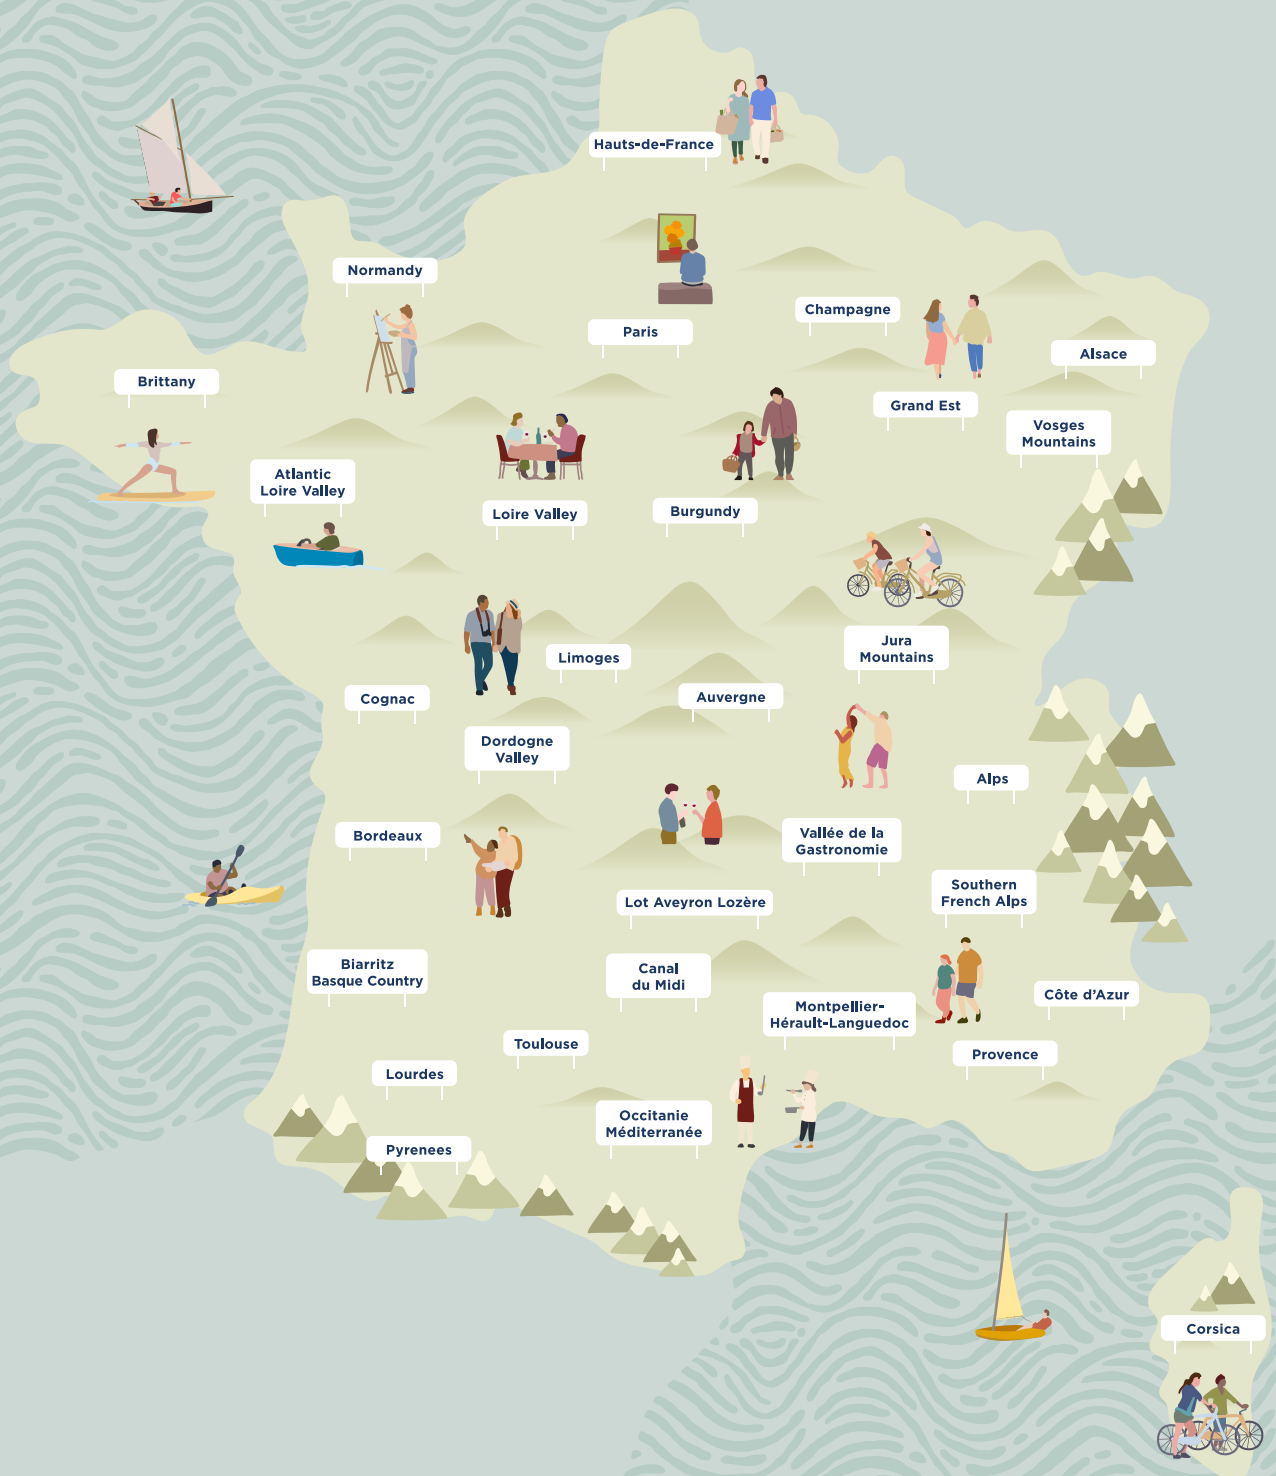 Hauts-de-France
Normandy
Champagne
Paris
Alsace
Brittany
Grand Est
Vosges
Mountains
Atlantic
Loire Valley
Loire Valley
Burgundy
Jura
Mountains
Limoges
Cognac
Auvergne
Dordogne
Valley
Alps
Bordeaux
Vallée de la
Gastronomie
Southern
French Alps
Lot Aveyron Lozère
Biarritz
Basque Country
Canal
du Midi
Côte d'Azur
Montpellier-
Hérault-Languedoc
Toulouse
Provence
Lourdes
Occitanie
Méditerranée
Pyrenees
Corsica